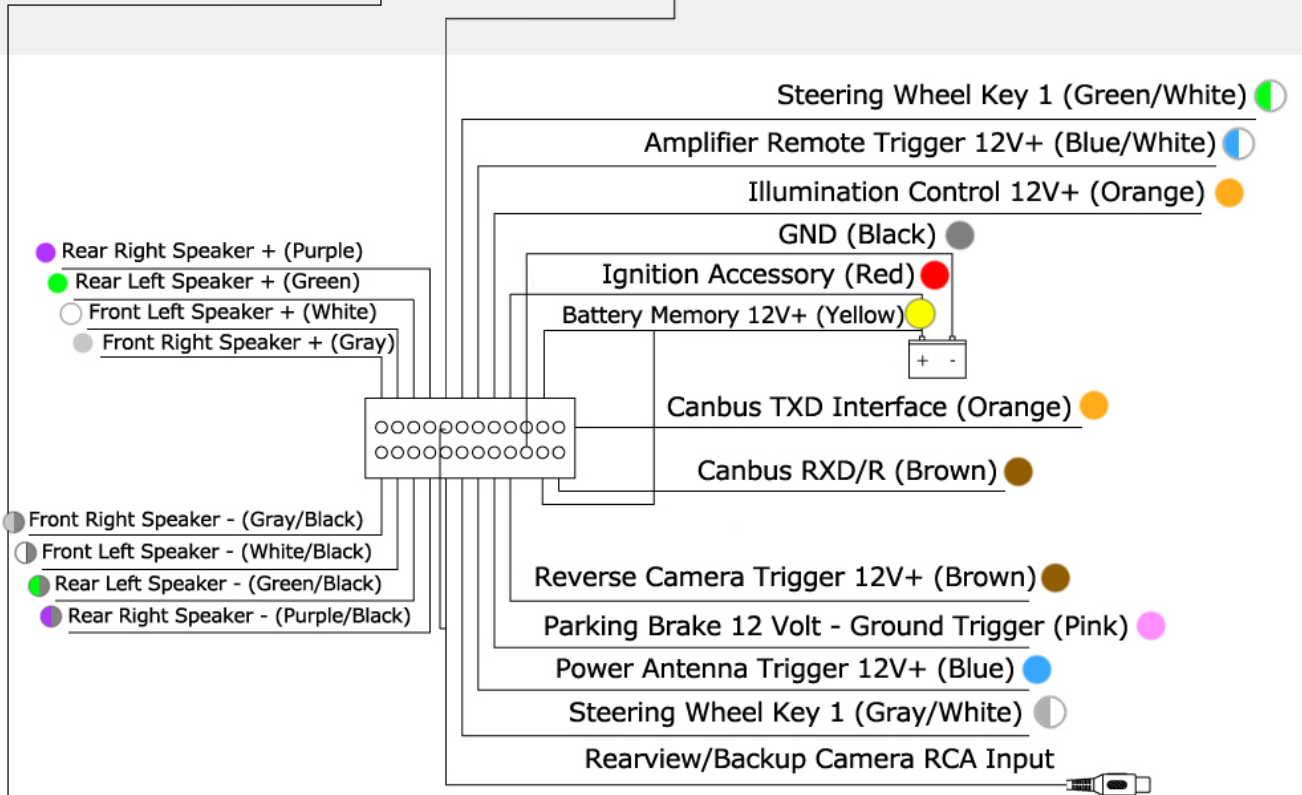 Steering Wheel Key 1 (Green/White)
Amplifier Remote Trigger 12V+ (Blue/White)
Illumination Control 12V+ (Orange)
GND (Black)
Ignition Accessory (Red)
Battery Memory 12V+ (Yellow)
+ -
Rear Right Speaker + (Purple)
Rear Left Speaker + (Green)
Front Left Speaker + (White)
Front Right Speaker + (Gray)
Canbus TXD Interface (Orange)
Canbus RXD/R (Brown)
Front Right Speaker - (Gray/Black)
Front Left Speaker - (White/Black)
Rear Left Speaker - (Green/Black)
Rear Right Speaker - (Purple/Black)
Reverse Camera Trigger 12V+ (Brown)
Parking Brake 12 Volt - Ground Trigger (Pink)
Power Antenna Trigger 12V+ (Blue)
Steering Wheel Key 1 (Gray/White)
Rearview/Backup Camera RCA Input